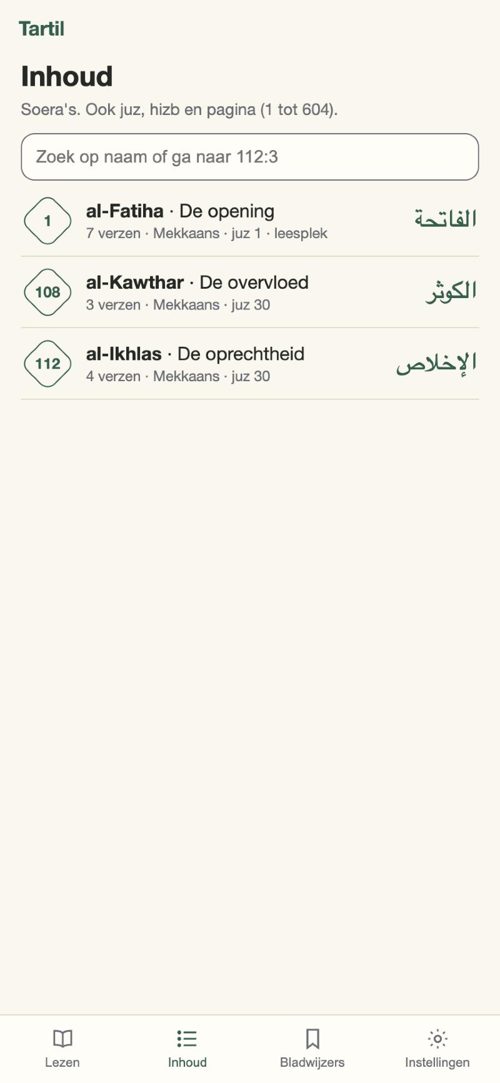 Tartil
Inhoud
Soera's. Ook juz, hizb en pagina (1 tot 604).
Zoek op naam of ga naar 112:3
1
al-Fatiha · De opening
الفاتحة
7 verzen · Mekkaans · juz 1 · leesplek
108
al-Kawthar · De overvloed
الكوثر
3 verzen · Mekkaans · juz 30
112
al-Ikhlas · De oprechtheid
الإخلاص
4 verzen · Mekkaans · juz 30
Lezen
Inhoud
Bladwijzers
Instellingen